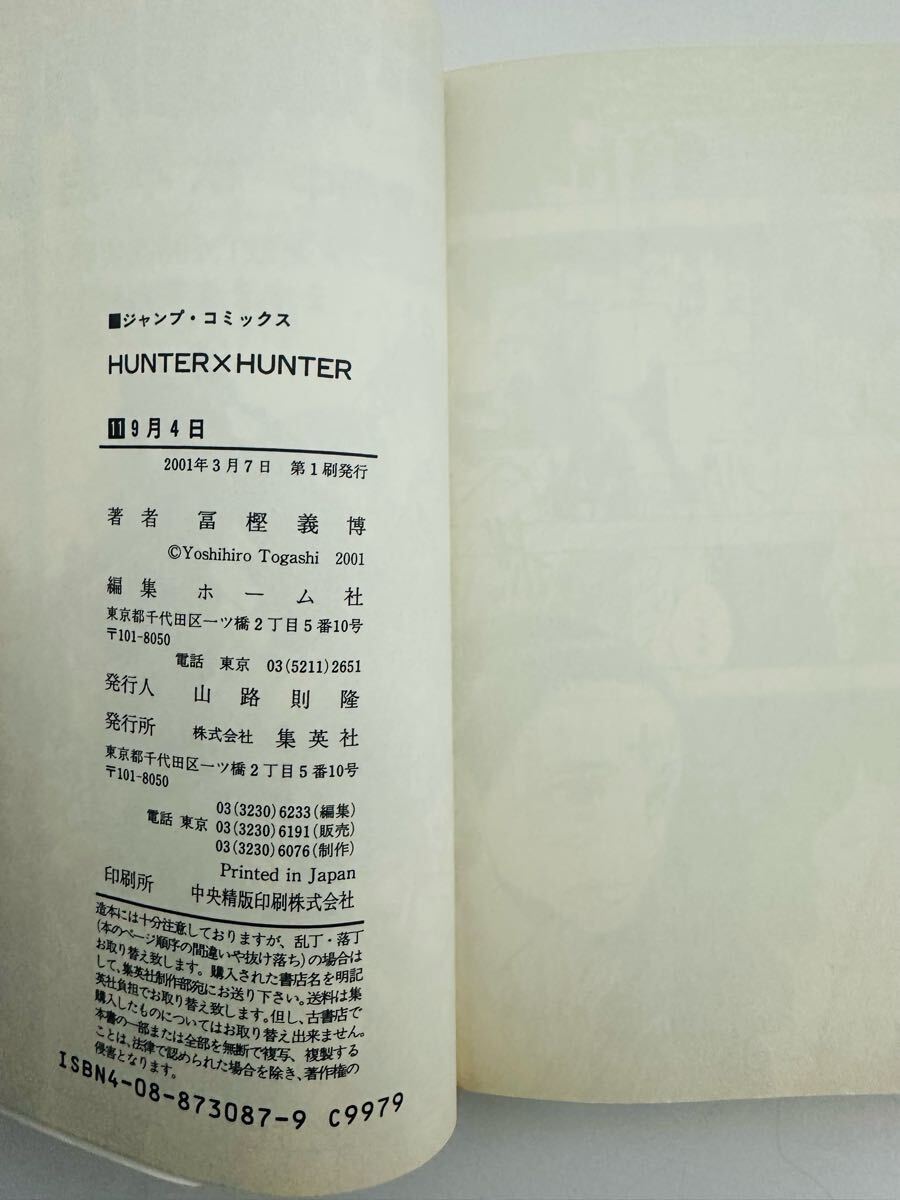 ■ジャンプ・コミックス
HUNTER×HUNTER
11 9月4日
2001年3月7日 第1刷発行
著者 冨樫義博
©Yoshihiro Togashi 2001
編集 ホーム社
東京都千代田区一ツ橋2丁目5番10号
〒101-8050
電話 東京 03(5211)2651
発行人 山路則隆
発行所 株式会社 集英社
東京都千代田区一ツ橋2丁目5番10号
〒101-8050
03(3230)6233(編集)
電話 東京 03(3230)6191(販売)
03(3230)6076(制作)
Printed in Japan
印刷所 中央精版印刷株式会社
造本には十分注意しておりますが、乱丁・落丁
(本のページ順序の間違いや抜け落ち)の場合は
お取り替え致します。購入された書店名を明記
して、集英社制作部宛にお送り下さい。送料は集
英社負担でお取り替え致します。但し、古書店で
購入したものについてはお取り替え出来ません。
本書の一部または全部を無断で複写、複製する
ことは、法律で認められた場合を除き、著作権の
侵害となります。
ISBN4-08-873087-9 C9979